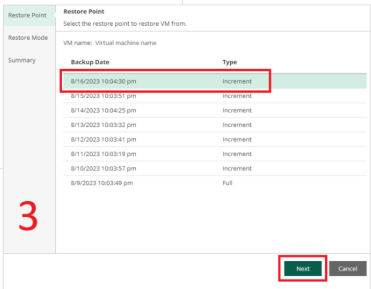 Restore Point
Restore Point
Select the restore point to restore VM from.
Restore Mode
VM name: Virtual machine name
Summary
Backup Date Type
8/16/2023 10:04:30 pm Increment
8/15/2023 10:03:51 pm Increment
8/14/2023 10:04:25 pm Increment
8/13/2023 10:03:32 pm Increment
8/12/2023 10:03:41 pm Increment
8/11/2023 10:03:19 pm Increment
8/10/2023 10:03:57 pm Increment
8/9/2023 10:03:49 pm Full
3
Next Cancel